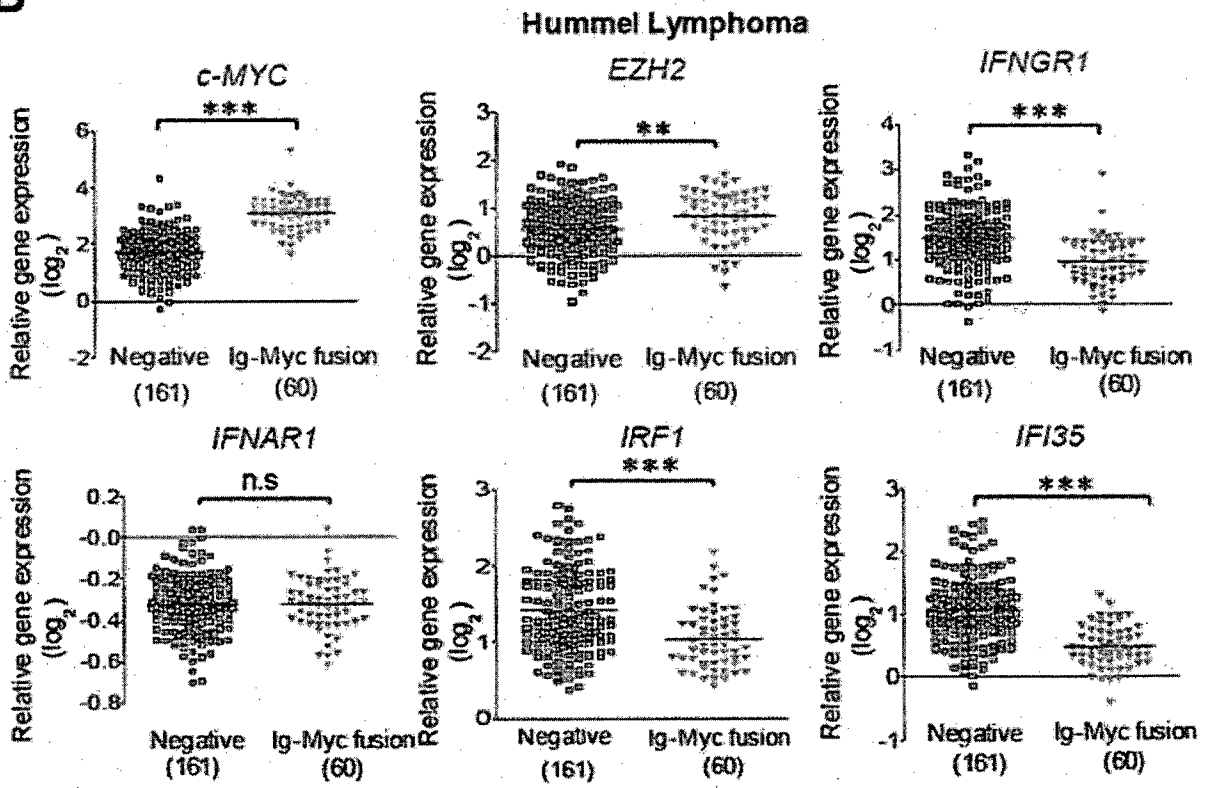 B
Hummel Lymphoma
c-MYC
***
Relative gene expression
(log2)
6
4
2
0
-2
Negative
(161)
Ig-Myc fusion
(60)
EZH2
**
Relative gene expression
(log2)
3
2
1
0
-1
-2
Negative
(161)
Ig-Myc fusion
(60)
IFNGR1
***
Relative gene expression
(log2)
4
3
2
1
0
-1
Negative
(161)
Ig-Myc fusion
(60)
IFNAR1
n.s
Relative gene expression
(log2)
0.2
-0.0
-0.2
-0.4
-0.6
-0.8
Negative
(161)
Ig-Myc fusion
(60)
IRF1
***
Relative gene expression
(log2)
3
2
1
0
Negative
(161)
Ig-Myc fusion
(60)
IFI35
***
Relative gene expression
(log2)
3
2
1
0
-1
Negative
(161)
Ig-Myc fusion
(60)